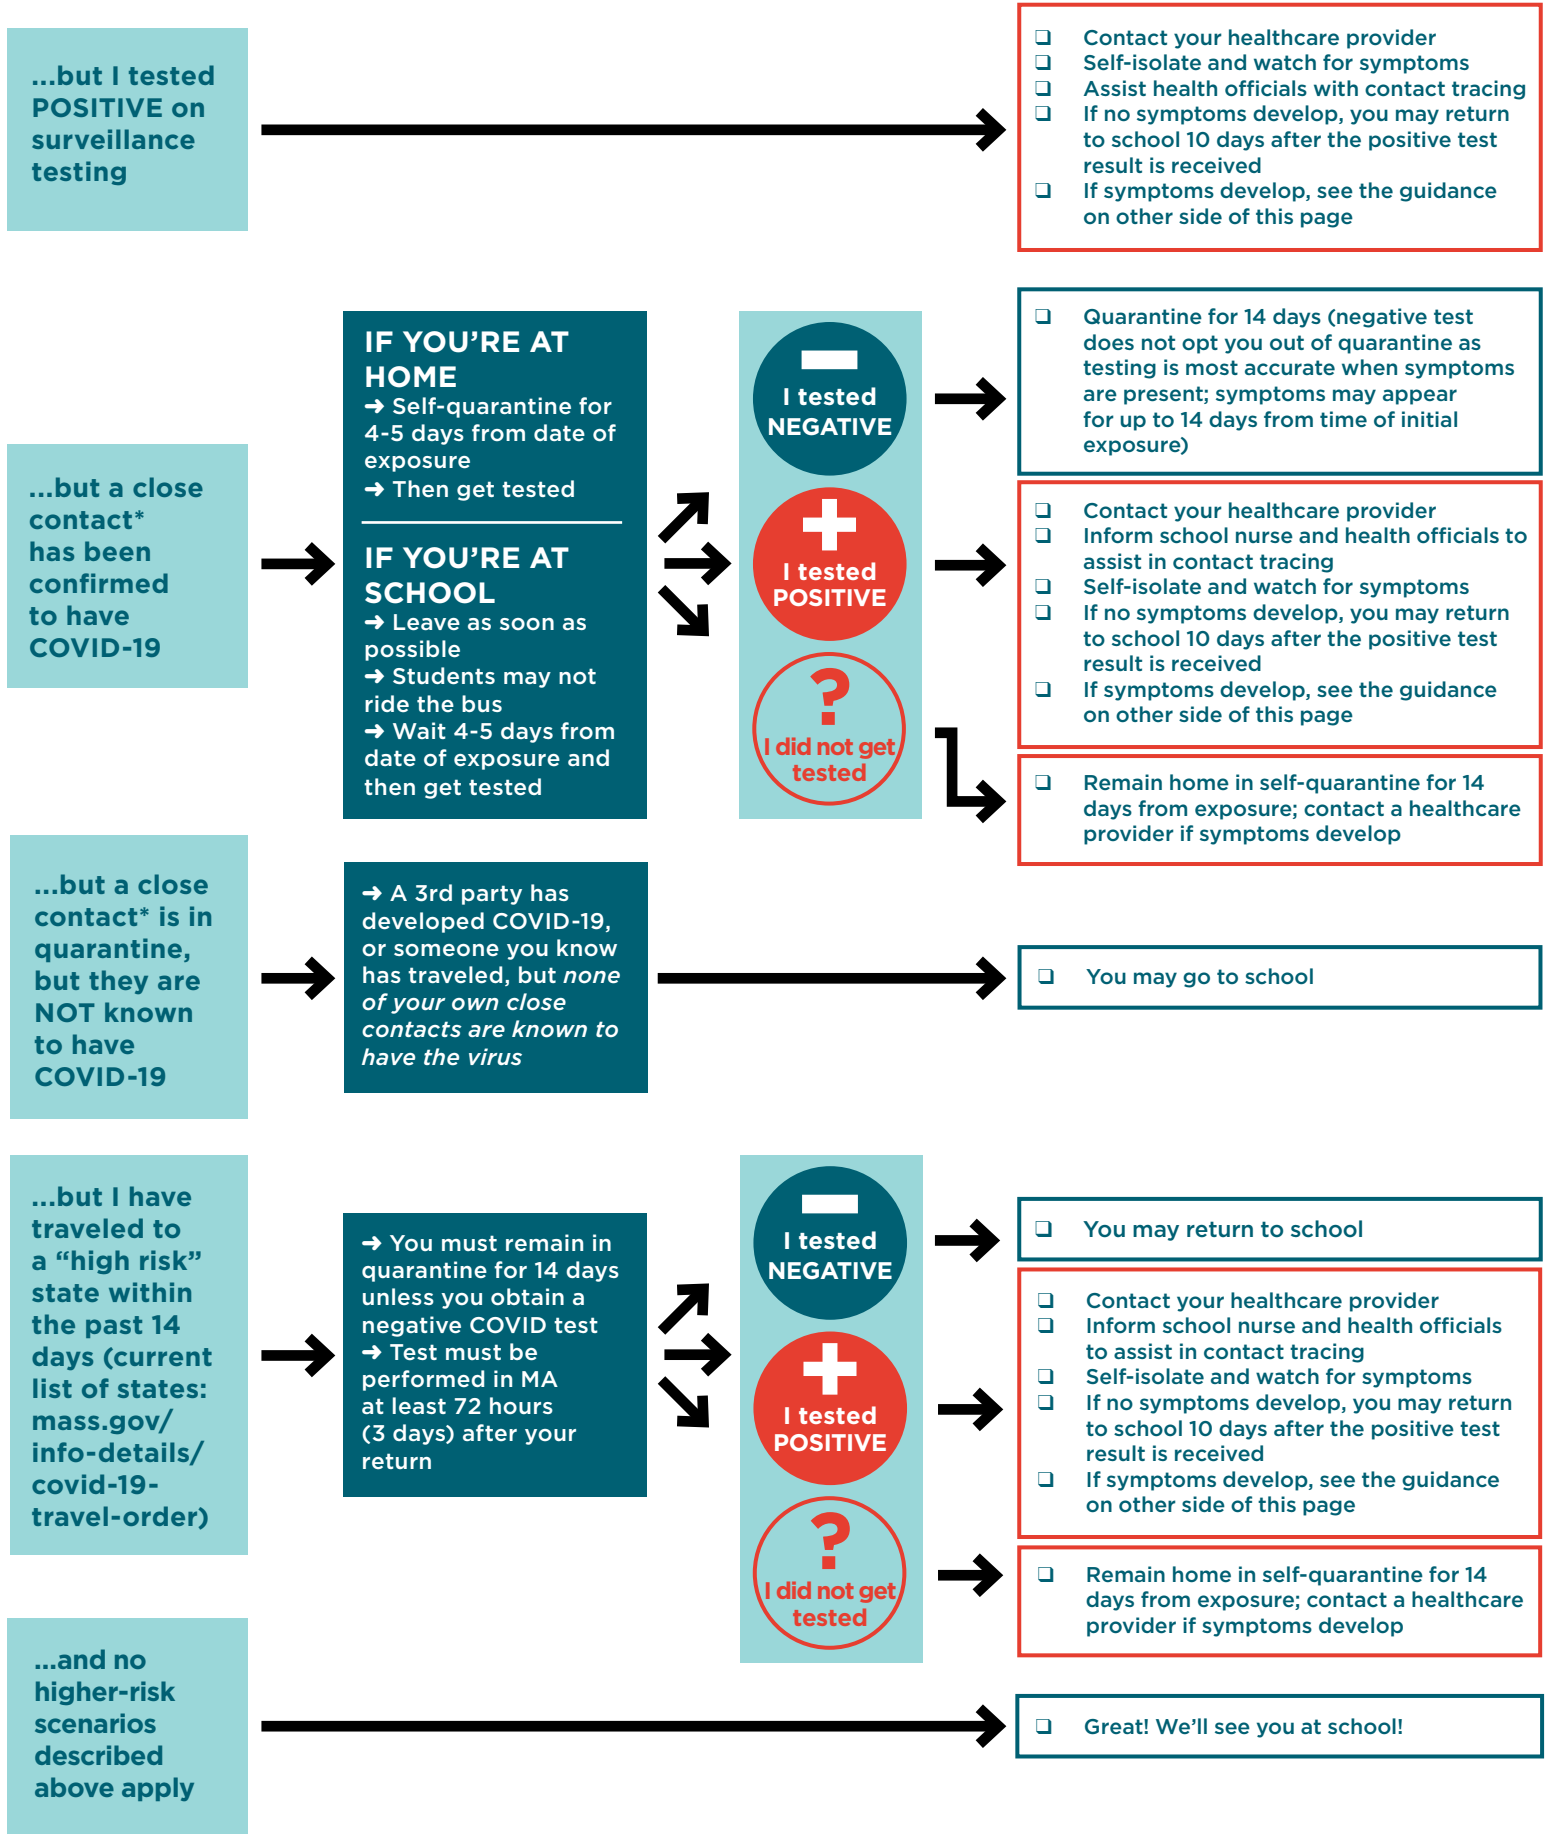 ...but I tested
POSITIVE on
surveillance
testing
❑ Contact your healthcare provider
❑ Self-isolate and watch for symptoms
❑ Assist health officials with contact tracing
❑ If no symptoms develop, you may return
to school 10 days after the positive test
result is received
❑ If symptoms develop, see the guidance
on other side of this page
...but a close
contact*
has been
confirmed
to have
COVID-19
IF YOU'RE AT
HOME
➜ Self-quarantine for
4-5 days from date of
exposure
➜ Then get tested
IF YOU'RE AT
SCHOOL
➜ Leave as soon as
possible
➜ Students may not
ride the bus
➜ Wait 4-5 days from
date of exposure and
then get tested
I tested
NEGATIVE
❑ Quarantine for 14 days (negative test
does not opt you out of quarantine as
testing is most accurate when symptoms
are present; symptoms may appear
for up to 14 days from time of initial
exposure)
I tested
POSITIVE
❑ Contact your healthcare provider
❑ Inform school nurse and health officials to
assist in contact tracing
❑ Self-isolate and watch for symptoms
❑ If no symptoms develop, you may return
to school 10 days after the positive test
result is received
❑ If symptoms develop, see the guidance
on other side of this page
?
I did not get
tested
❑ Remain home in self-quarantine for 14
days from exposure; contact a healthcare
provider if symptoms develop
...but a close
contact* is in
quarantine,
but they are
NOT known
to have
COVID-19
➜ A 3rd party has
developed COVID-19,
or someone you know
has traveled, but none
of your own close
contacts are known to
have the virus
❑ You may go to school
...but I have
traveled to
a “high risk”
state within
the past 14
days (current
list of states:
mass.gov/
info-details/
covid-19-
travel-order)
➜ You must remain in
quarantine for 14 days
unless you obtain a
negative COVID test
➜ Test must be
performed in MA
at least 72 hours
(3 days) after your
return
I tested
NEGATIVE
❑ You may return to school
I tested
POSITIVE
❑ Contact your healthcare provider
❑ Inform school nurse and health officials
to assist in contact tracing
❑ Self-isolate and watch for symptoms
❑ If no symptoms develop, you may return
to school 10 days after the positive test
result is received
❑ If symptoms develop, see the guidance
on other side of this page
?
I did not get
tested
❑ Remain home in self-quarantine for 14
days from exposure; contact a healthcare
provider if symptoms develop
...and no
higher-risk
scenarios
described
above apply
❑ Great! We'll see you at school!